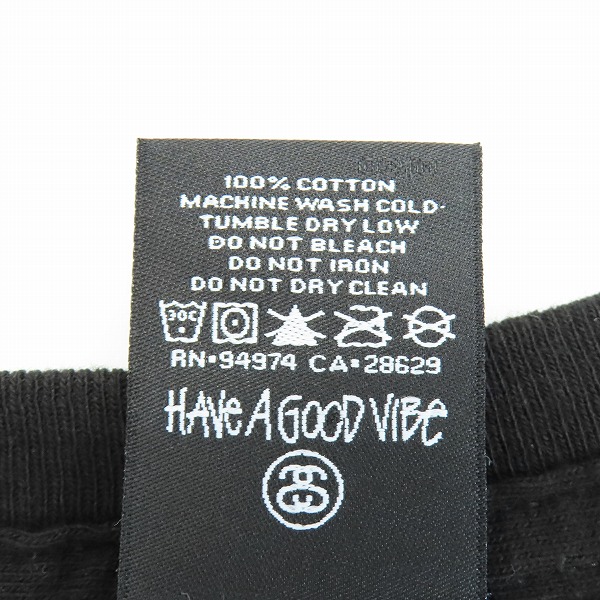 100% COTTON
MACHINE WASH COLD-
TUMBLE DRY LOW
DO NOT BLEACH
DO NOT IRON
DO NOT DRY CLEAN
30C
RN•94974 CA•28629
HAVE A GOOD VIBE